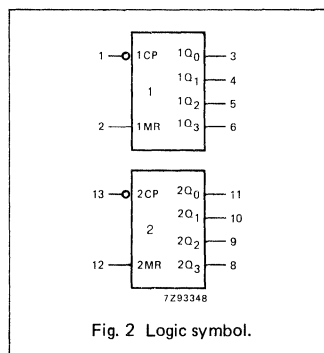 1 1CP 1Q0 3
1Q1 4
1 1Q2 5
2 1MR 1Q3 6
13 2CP 2Q0 11
2Q1 10
2 2Q2 9
12 2MR 2Q3 8
7Z93348
Fig. 2 Logic symbol.